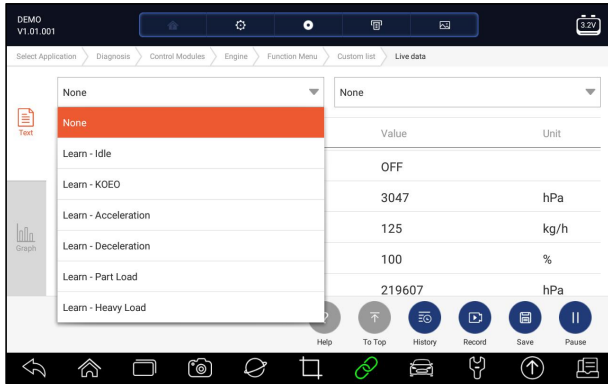 DEMO
V1.01.001
3.2V
Select Application Diagnosis Control Modules Engine Function Menu Custom list Live data
None None
Text
None
Value Unit
Learn - Idle
OFF
Learn - KOEO
3047 hPa
Learn - Acceleration
125 kg/h
Graph
Learn - Deceleration
100 %
Learn - Part Load
219607 hPa
Learn - Heavy Load
Help To Top History Record Save Pause